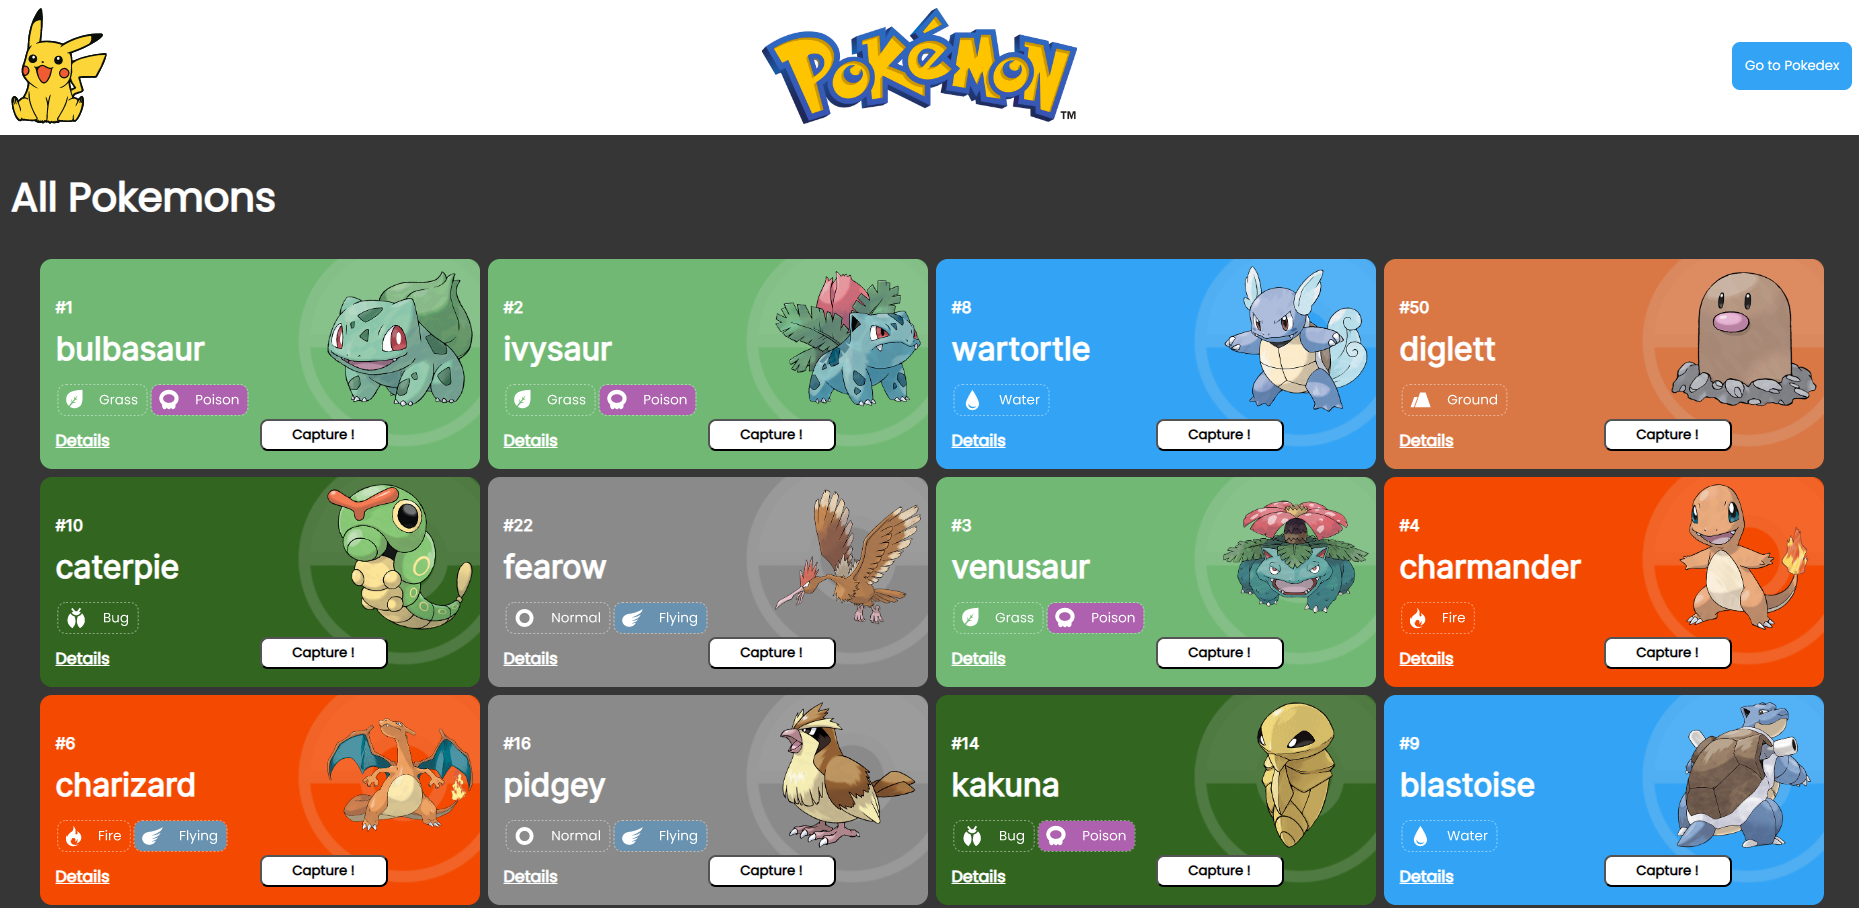 POKéMON
TM
Go to Pokedex
All Pokemons
#1
bulbasaur
Grass Poison
Details Capture !
#2
ivysaur
Grass Poison
Details Capture !
#8
wartortle
Water
Details Capture !
#50
diglett
Ground
Details Capture !
#10
caterpie
Bug
Details Capture !
#22
fearow
Normal Flying
Details Capture !
#3
venusaur
Grass Poison
Details Capture !
#4
charmander
Fire
Details Capture !
#6
charizard
Fire Flying
Details Capture !
#16
pidgey
Normal Flying
Details Capture !
#14
kakuna
Bug Poison
Details Capture !
#9
blastoise
Water
Details Capture !